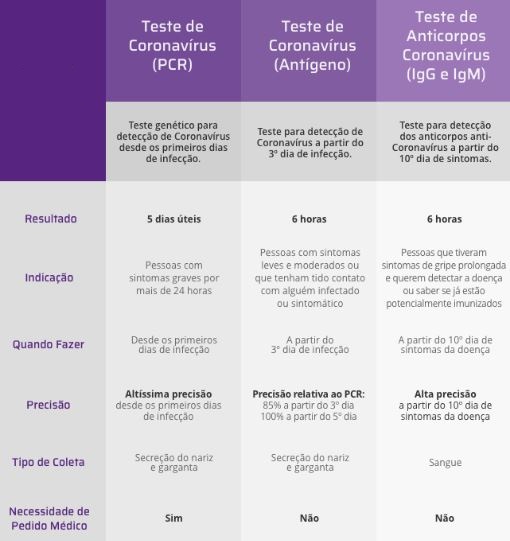 Teste de
Coronavírus
(PCR)
Teste de
Coronavírus
(Antígeno)
Teste de
Anticorpos
Coronavírus
(IgG e IgM)
Teste genético para
detecção de Coronavírus
desde os primeiros dias
de infecção.
Teste para detecção de
Coronavírus a partir do
3º dia de infecção.
Teste para detecção
dos anticorpos anti-
Coronavírus a partir do
10º dia de sintomas.
Resultado
5 dias úteis
6 horas
6 horas
Indicação
Pessoas com
sintomas graves por
mais de 24 horas
Pessoas com sintomas
leves e moderados ou
que tenham tido contato
com alguém infectado
ou sintomático
Pessoas que tiveram
sintomas de gripe prolongada
e querem detectar a doença
ou saber se já estão
potencialmente imunizados
Quando Fazer
Desde os primeiros
dias de infecção
A partir do
3º dia de infecção
A partir do 10º dia de
sintomas da doença
Precisão
Altíssima precisão
desde os primeiros dias
de infecção
Precisão relativa ao PCR:
85% a partir do 3º dia
100% a partir do 5º dia
Alta precisão
a partir do 10º dia de
sintomas da doença
Tipo de Coleta
Secreção do nariz
e garganta
Secreção do nariz
e garganta
Sangue
Necessidade de
Pedido Médico
Sim
Não
Não